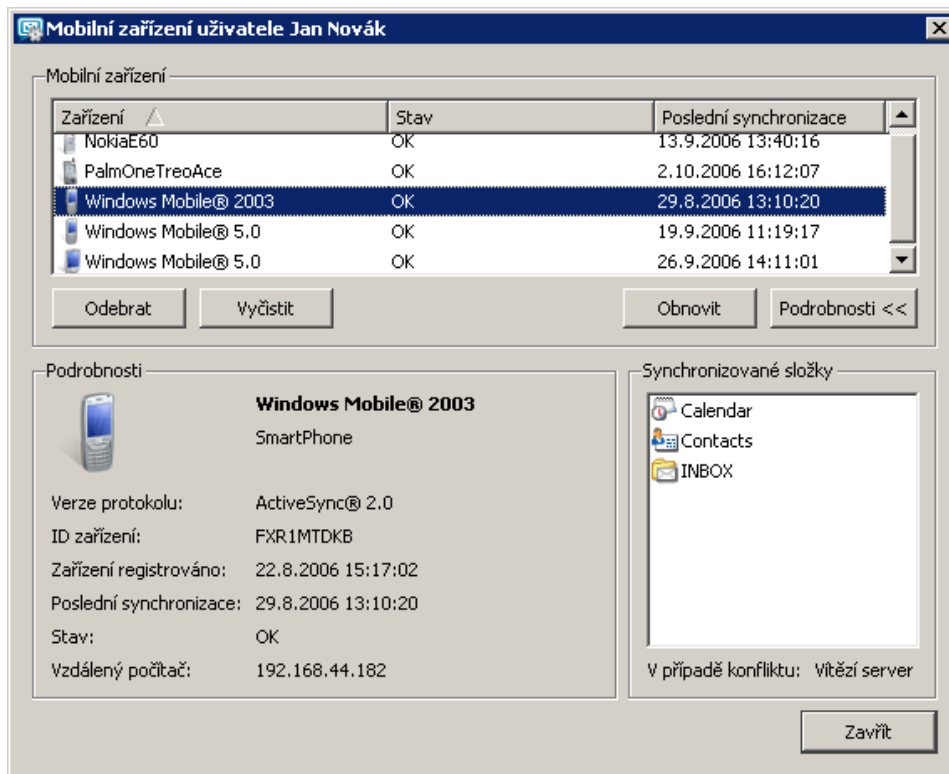 Mobilní zařízení uživatele Jan Novák
Mobilní zařízení
Zařízení Stav Poslední synchronizace
NokiaE60 OK 13.9.2006 13:40:16
PalmOneTreoAce OK 2.10.2006 16:12:07
Windows Mobile® 2003 OK 29.8.2006 13:10:20
Windows Mobile® 5.0 OK 19.9.2006 11:19:17
Windows Mobile® 5.0 OK 26.9.2006 14:11:01
Odebrat Vyčistit Obnovit Podrobnosti <<
Podrobnosti
Windows Mobile® 2003
SmartPhone
Verze protokolu: ActiveSync® 2.0
ID zařízení: FXR1MTDKB
Zařízení registrováno: 22.8.2006 15:17:02
Poslední synchronizace: 29.8.2006 13:10:20
Stav: OK
Vzdálený počítač: 192.168.44.182
Synchronizované složky
Calendar
Contacts
INBOX
V případě konfliktu: Vítězí server
Zavřít